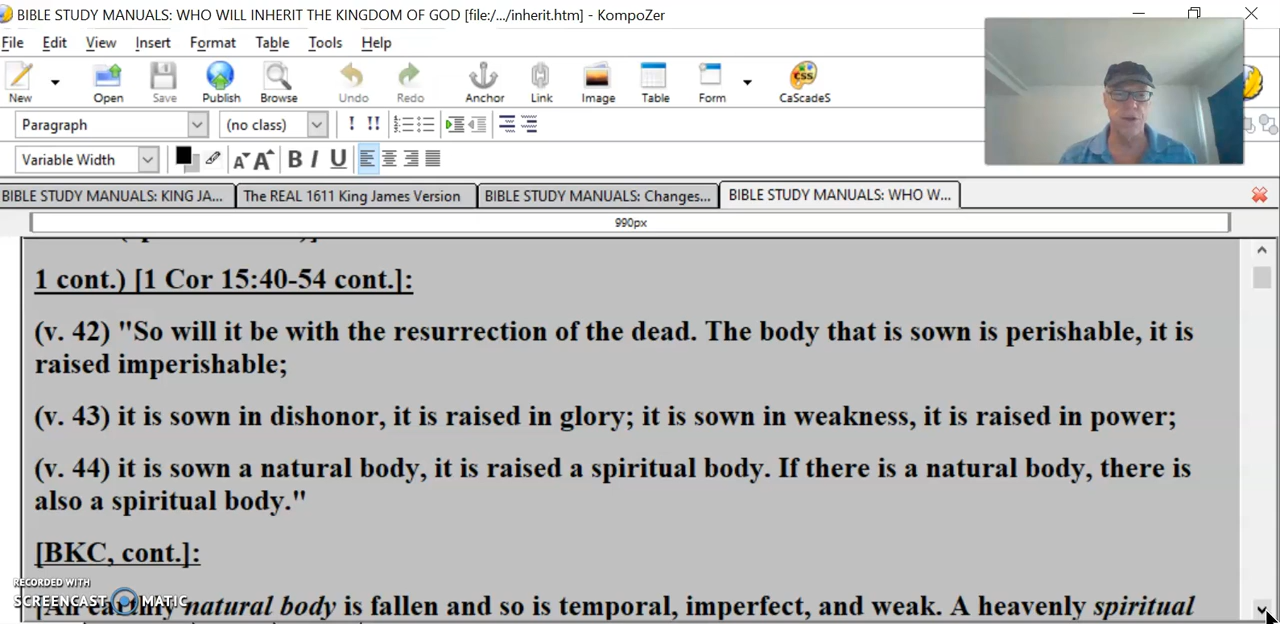 BIBLE STUDY MANUALS: WHO WILL INHERIT THE KINGDOM OF GOD [file:/.../inherit.htm] - KompoZer
File Edit View Insert Format Table Tools Help
New Open Save Publish Browse Undo Redo Anchor Link Image Table Form CaScadeS
Paragraph (no class) ! !!
Variable Width A A B I U
BIBLE STUDY MANUALS: KING JA... The REAL 1611 King James Version BIBLE STUDY MANUALS: Changes... BIBLE STUDY MANUALS: WHO W...
990px
1 cont.) [1 Cor 15:40-54 cont.]:
(v. 42) "So will it be with the resurrection of the dead. The body that is sown is perishable, it is
raised imperishable;
(v. 43) it is sown in dishonor, it is raised in glory; it is sown in weakness, it is raised in power;
(v. 44) it is sown a natural body, it is raised a spiritual body. If there is a natural body, there is
also a spiritual body."
[BKC, cont.]:
RECORDED WITH
SCREENCAST MATIC
natural body is fallen and so is temporal, imperfect, and weak. A heavenly spiritual